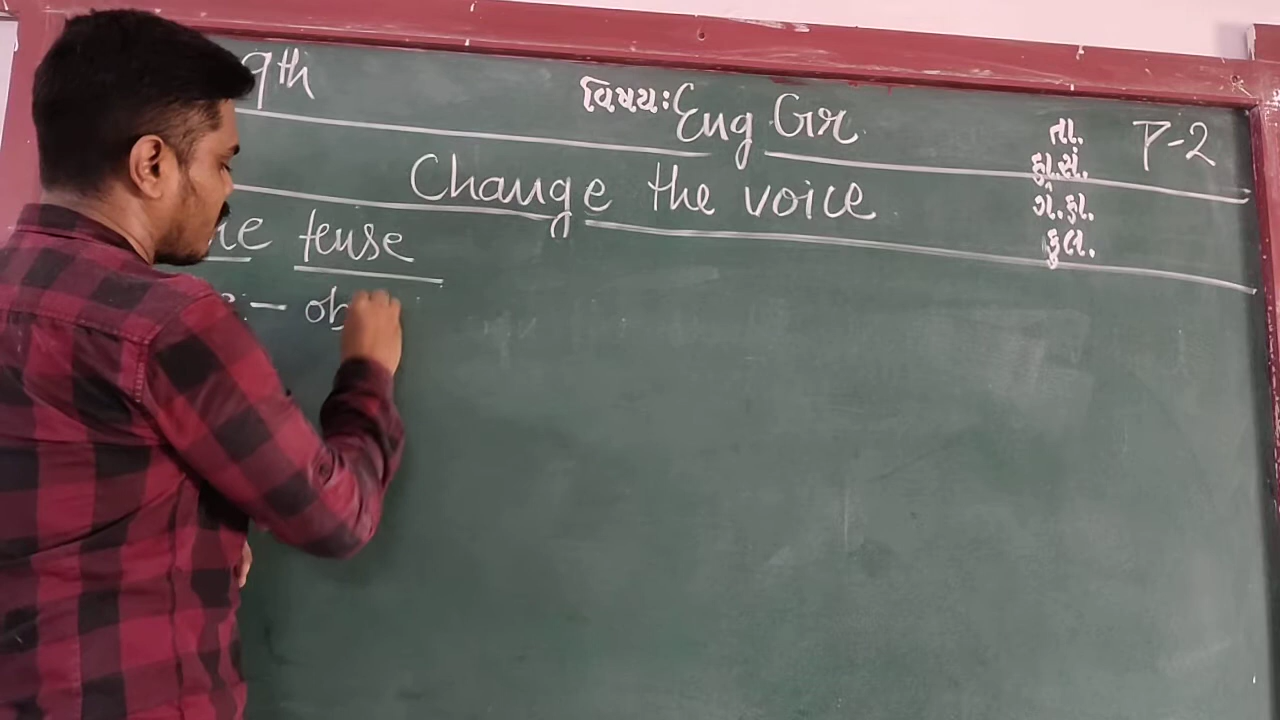 9th વિષય: Eng Gr તા. P-2
હા.સં.
Change the voice ગે.હા.
tense કુલ.
:- ob